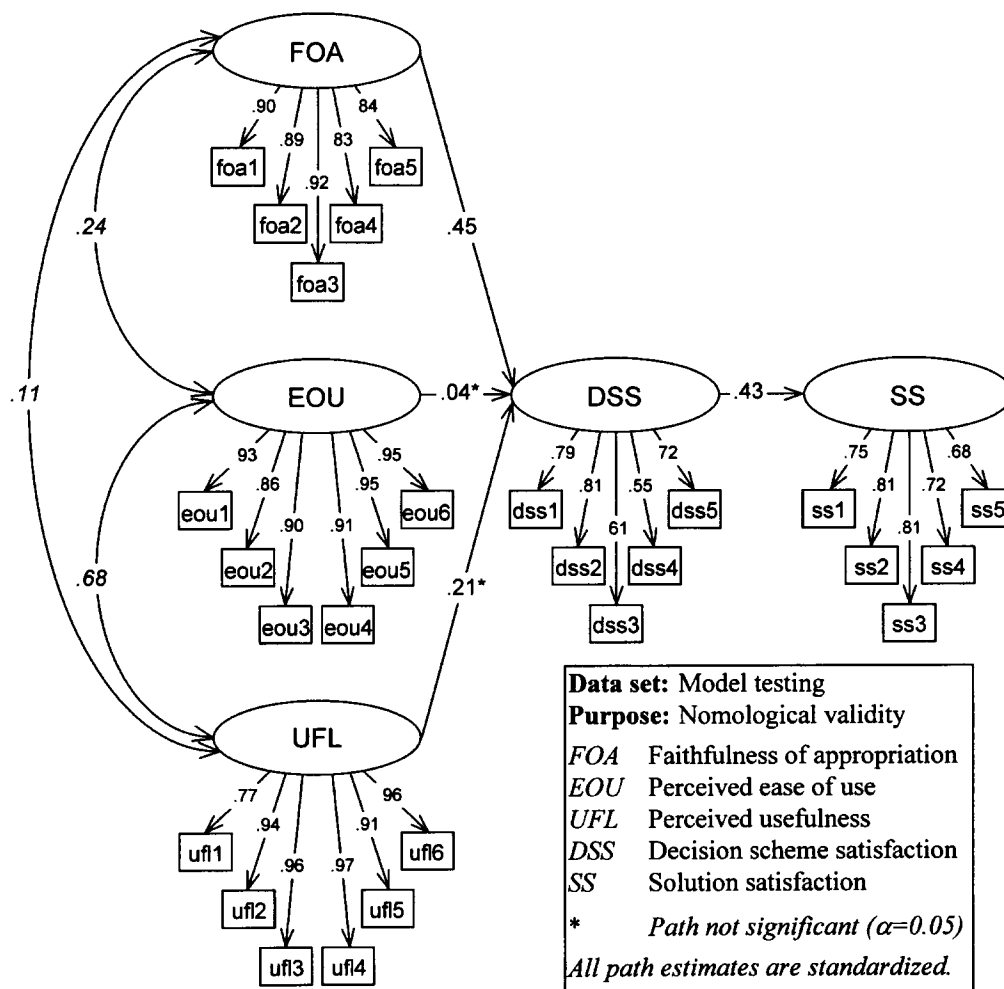 FOA
.90
.89
.92
83
84
foa1
foa2
foa3
foa4
foa5
.24
.11
.45
EOU
93
.86
.90
.91
.95
.95
eou1
eou2
eou3
eou4
eou5
eou6
.04*
DSS
.79
.81
61
.55
72
dss1
dss2
dss3
dss4
dss5
.43
SS
.75
.81
.81
.72
.68
ss1
ss2
ss3
ss4
ss5
.68
.21*
UFL
.77
.94
.96
.97
.91
96
ufl1
ufl2
ufl3
ufl4
ufl5
ufl6
Data set: Model testing
Purpose: Nomological validity
FOA Faithfulness of appropriation
EOU Perceived ease of use
UFL Perceived usefulness
DSS Decision scheme satisfaction
SS Solution satisfaction
* Path not significant (α=0.05)
All path estimates are standardized.